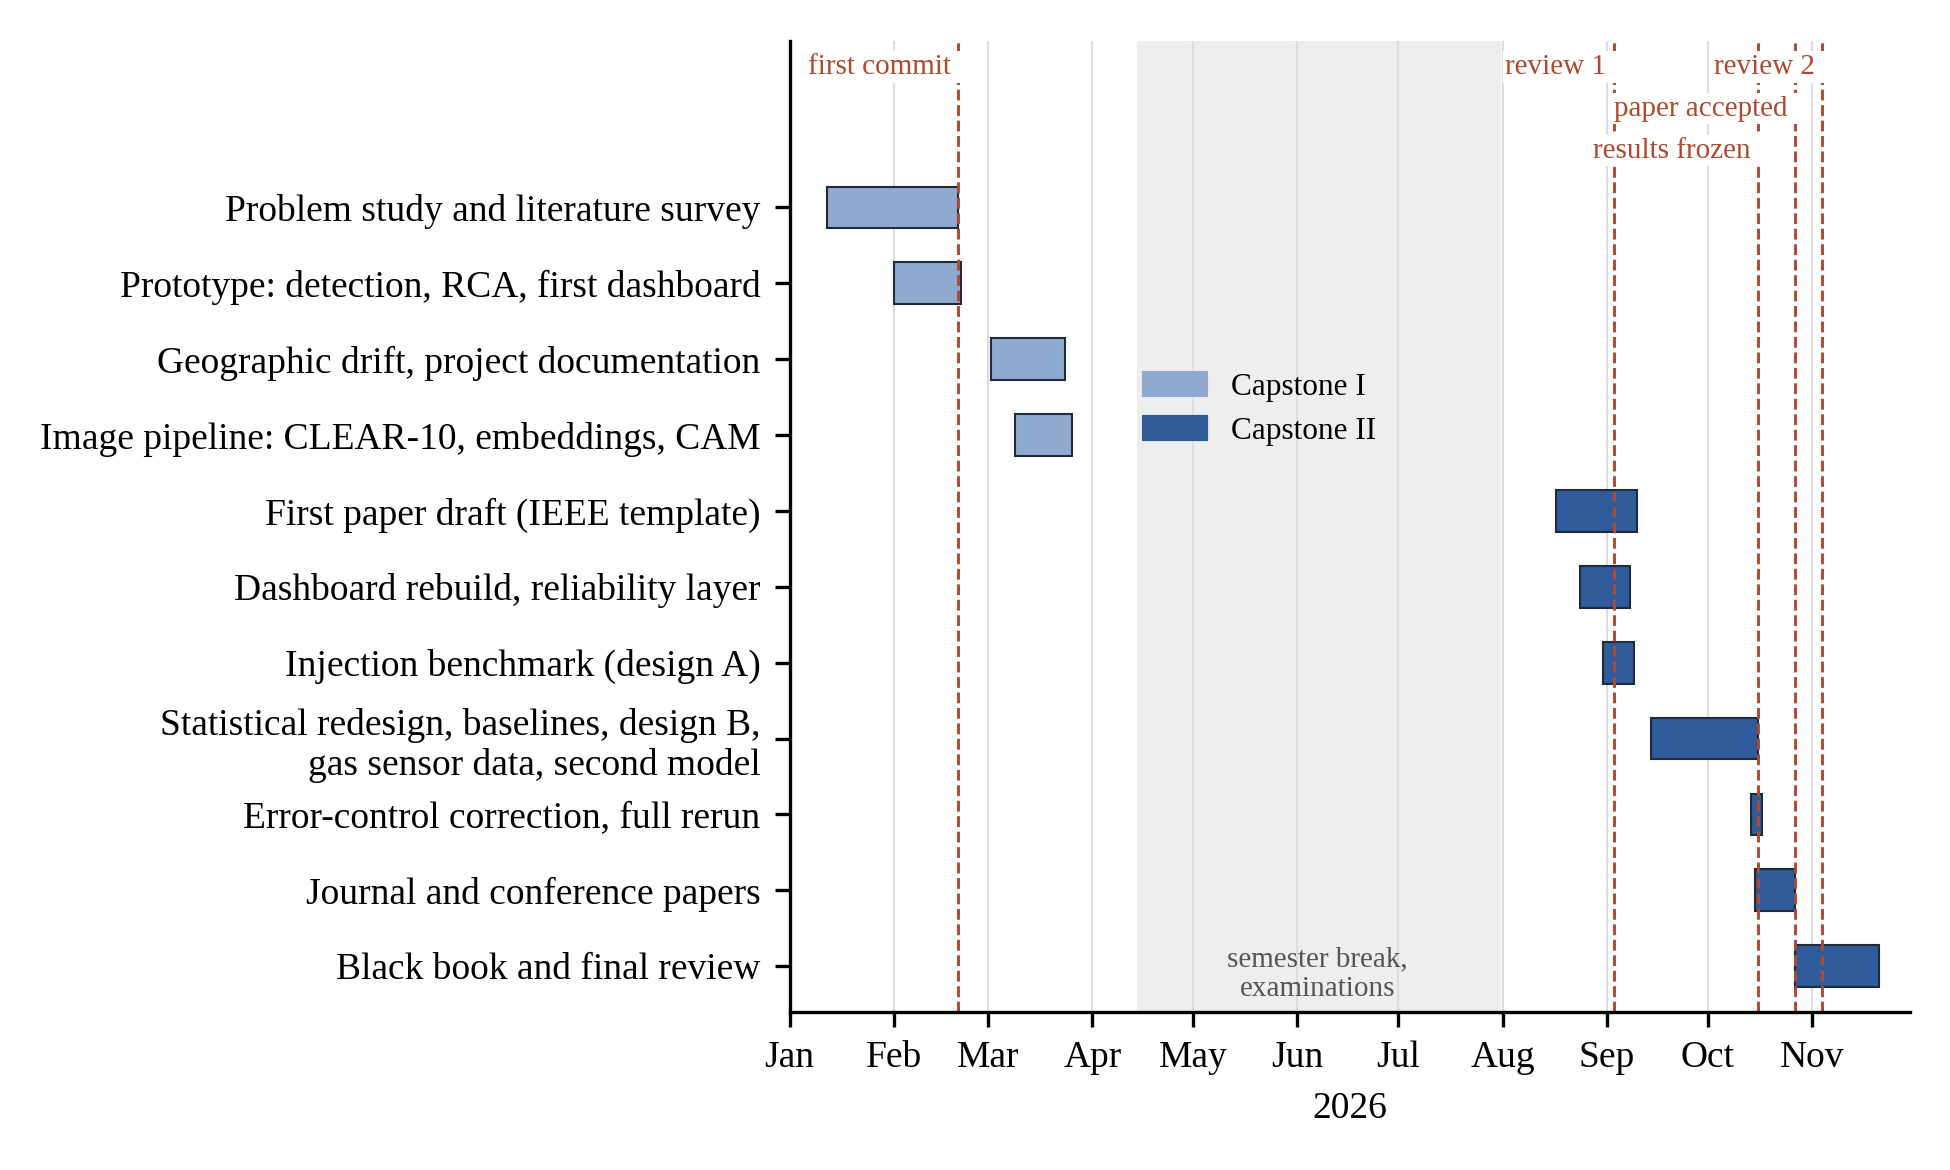 first commit
review 1
review 2
paper accepted
results frozen
Problem study and literature survey
Prototype: detection, RCA, first dashboard
Geographic drift, project documentation
Image pipeline: CLEAR-10, embeddings, CAM
Capstone I
Capstone II
First paper draft (IEEE template)
Dashboard rebuild, reliability layer
Injection benchmark (design A)
Statistical redesign, baselines, design B,
gas sensor data, second model
Error-control correction, full rerun
Journal and conference papers
Black book and final review
semester break,
examinations
Jan Feb Mar Apr May Jun Jul Aug Sep Oct Nov
2026